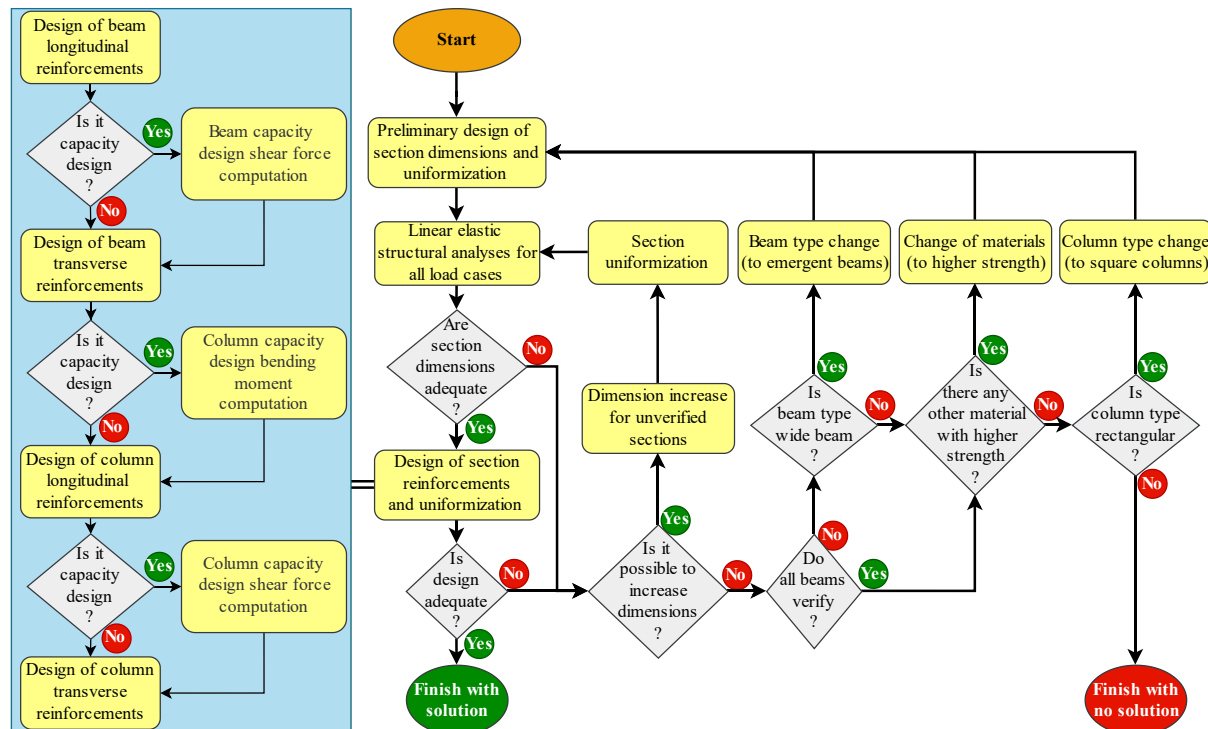 Design of beam
longitudinal
reinforcements
Is it
capacity
design
?
Yes
Beam capacity
design shear force
computation
No
Design of beam
transverse
reinforcements
Is it
capacity
design
?
Yes
Column capacity
design bending
moment
computation
No
Design of column
longitudinal
reinforcements
Is it
capacity
design
?
Yes
Column capacity
design shear force
computation
No
Design of column
transverse
reinforcements
Start
Preliminary design of
section dimensions and
uniformization
Linear elastic
structural analyses for
all load cases
Section
uniformization
Beam type change
(to emergent beams)
Change of materials
(to higher strength)
Column type change
(to square columns)
Are
section
dimensions
adequate
?
No
Yes
Dimension increase
for unverified
sections
Yes
Is
beam type
wide beam
?
No
Yes
Is
there any
other material
with higher
strength
?
No
Yes
Is
column type
rectangular
?
No
Design of section
reinforcements
and uniformization
Is
design
adequate
?
No
Yes
Yes
Is it
possible to
increase
dimensions
?
No
No
Do
all beams
verify
?
Yes
Finish with
solution
Finish with
no solution